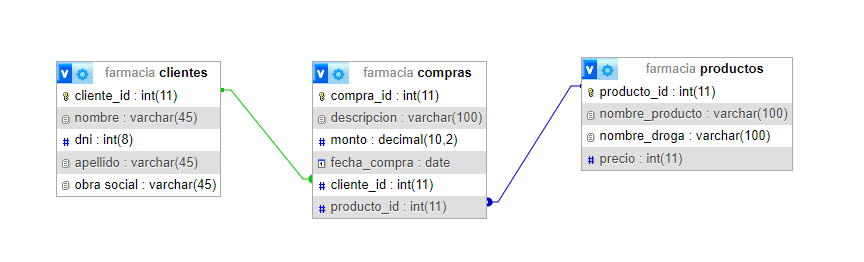 farmacia clientes
cliente_id : int(11)
nombre : varchar(45)
dni : int(8)
apellido : varchar(45)
obra social : varchar(45)
farmacia compras
compra_id : int(11)
descripcion : varchar(100)
monto : decimal(10,2)
fecha_compra : date
cliente_id : int(11)
producto_id : int(11)
farmacia productos
producto_id : int(11)
nombre_producto : varchar(100)
nombre_droga : varchar(100)
precio : int(11)